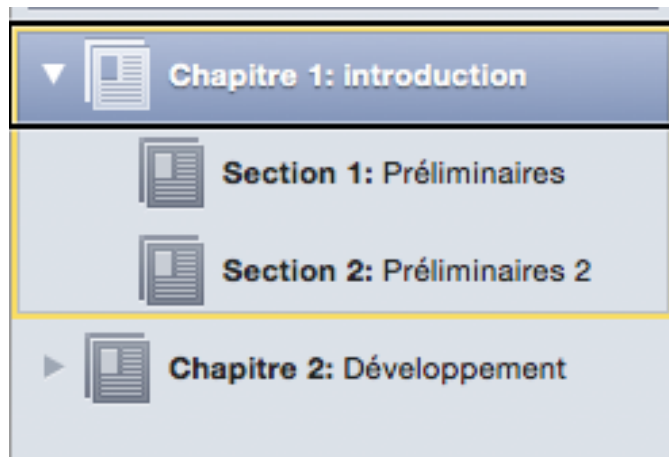 Chapitre 1: introduction
Section 1: Préliminaires
Section 2: Préliminaires 2
Chapitre 2: Développement